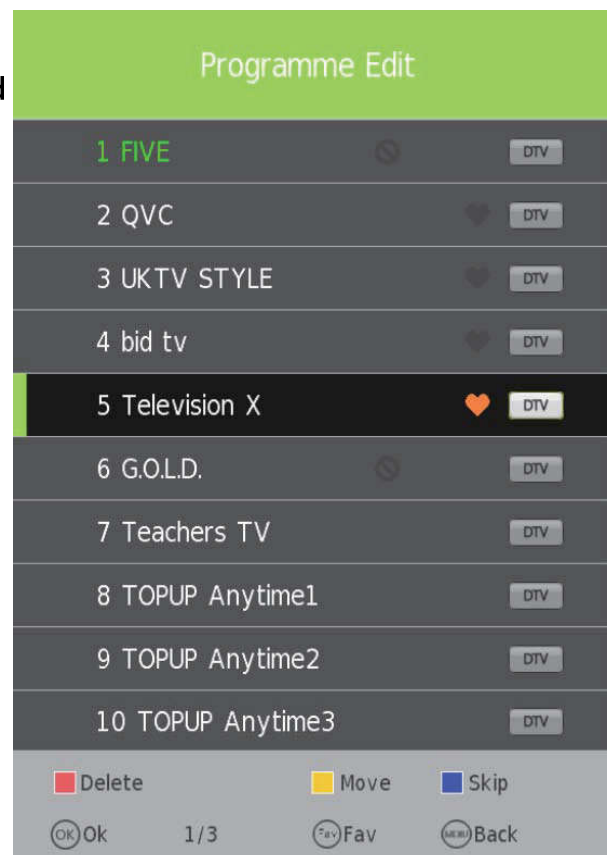 Programme Edit
d
1 FIVE DTV
2 QVC DTV
3 UKTV STYLE DTV
4 bid tv DTV
5 Television X DTV
6 G.O.L.D. DTV
7 Teachers TV DTV
8 TOPUP Anytime1 DTV
9 TOPUP Anytime2 DTV
10 TOPUP Anytime3 DTV
Delete Move Skip
OK Ok 1/3 Fav Fav MENU Back